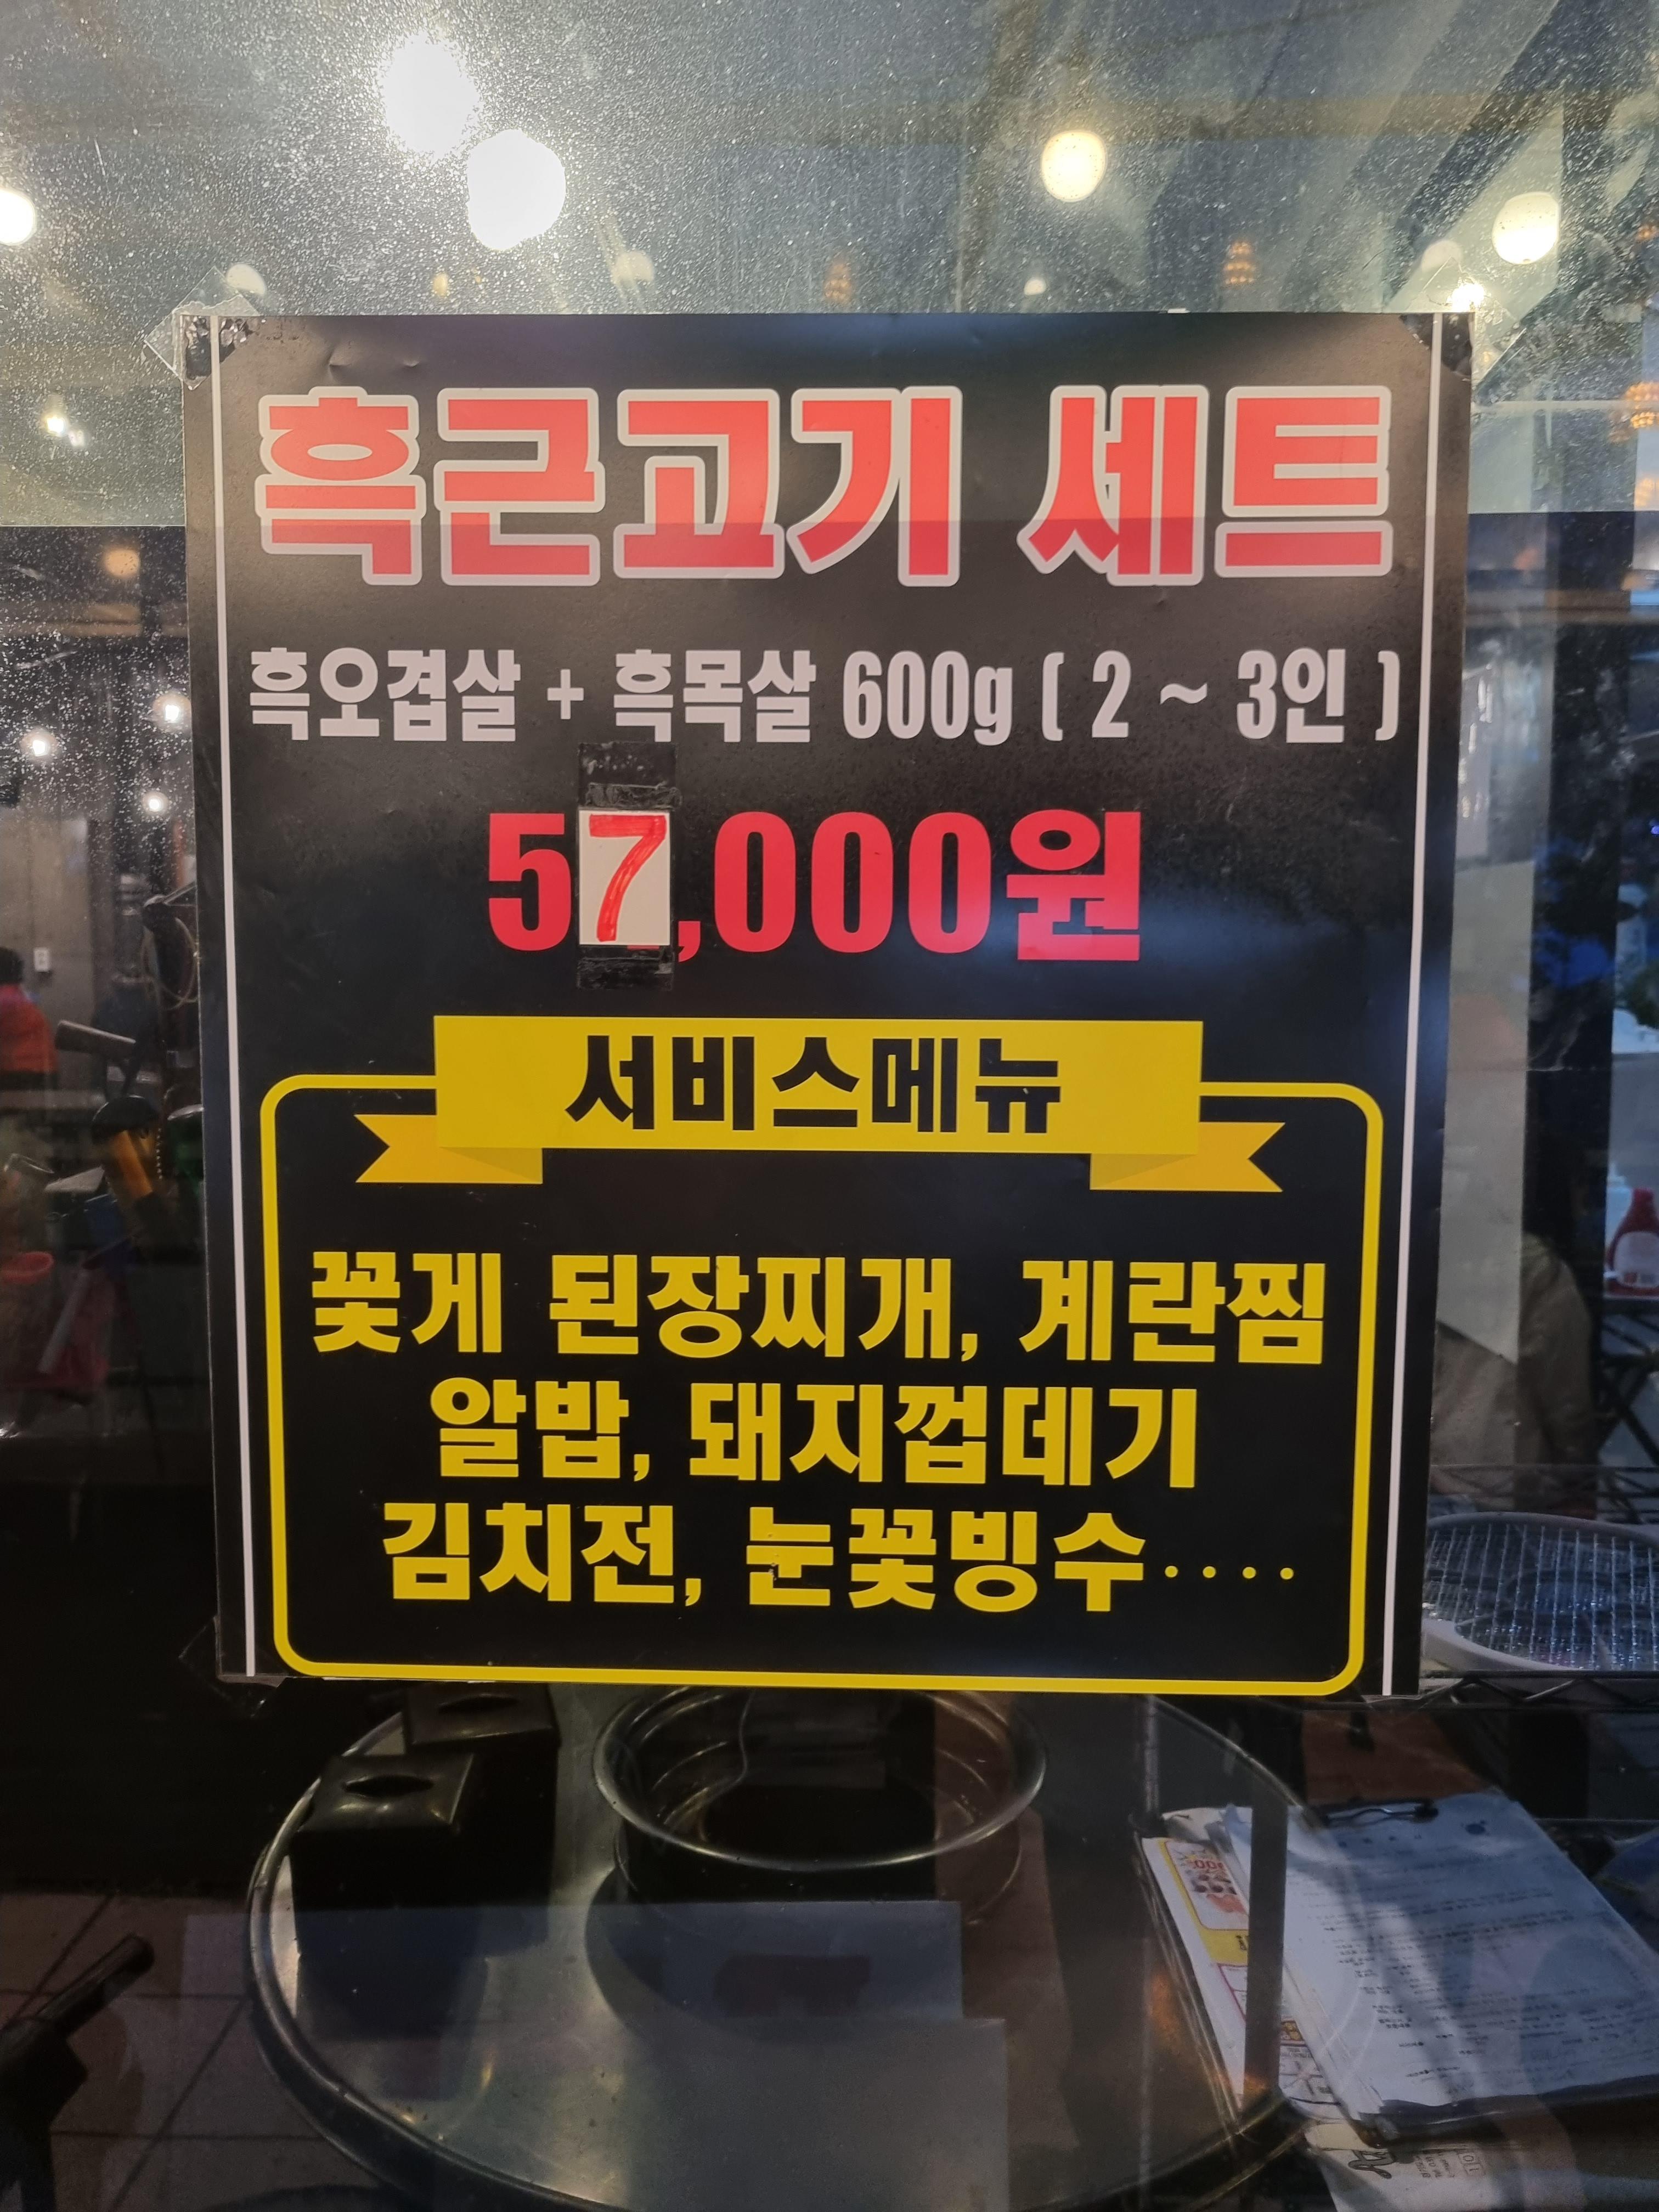 흑근고기 세트
흑오겹살 + 흑목살 600g ( 2 ~ 3인 )
57,000원
서비스메뉴
꽃게 된장찌개, 계란찜
알밥, 돼지껍데기
김치전, 눈꽃빙수····